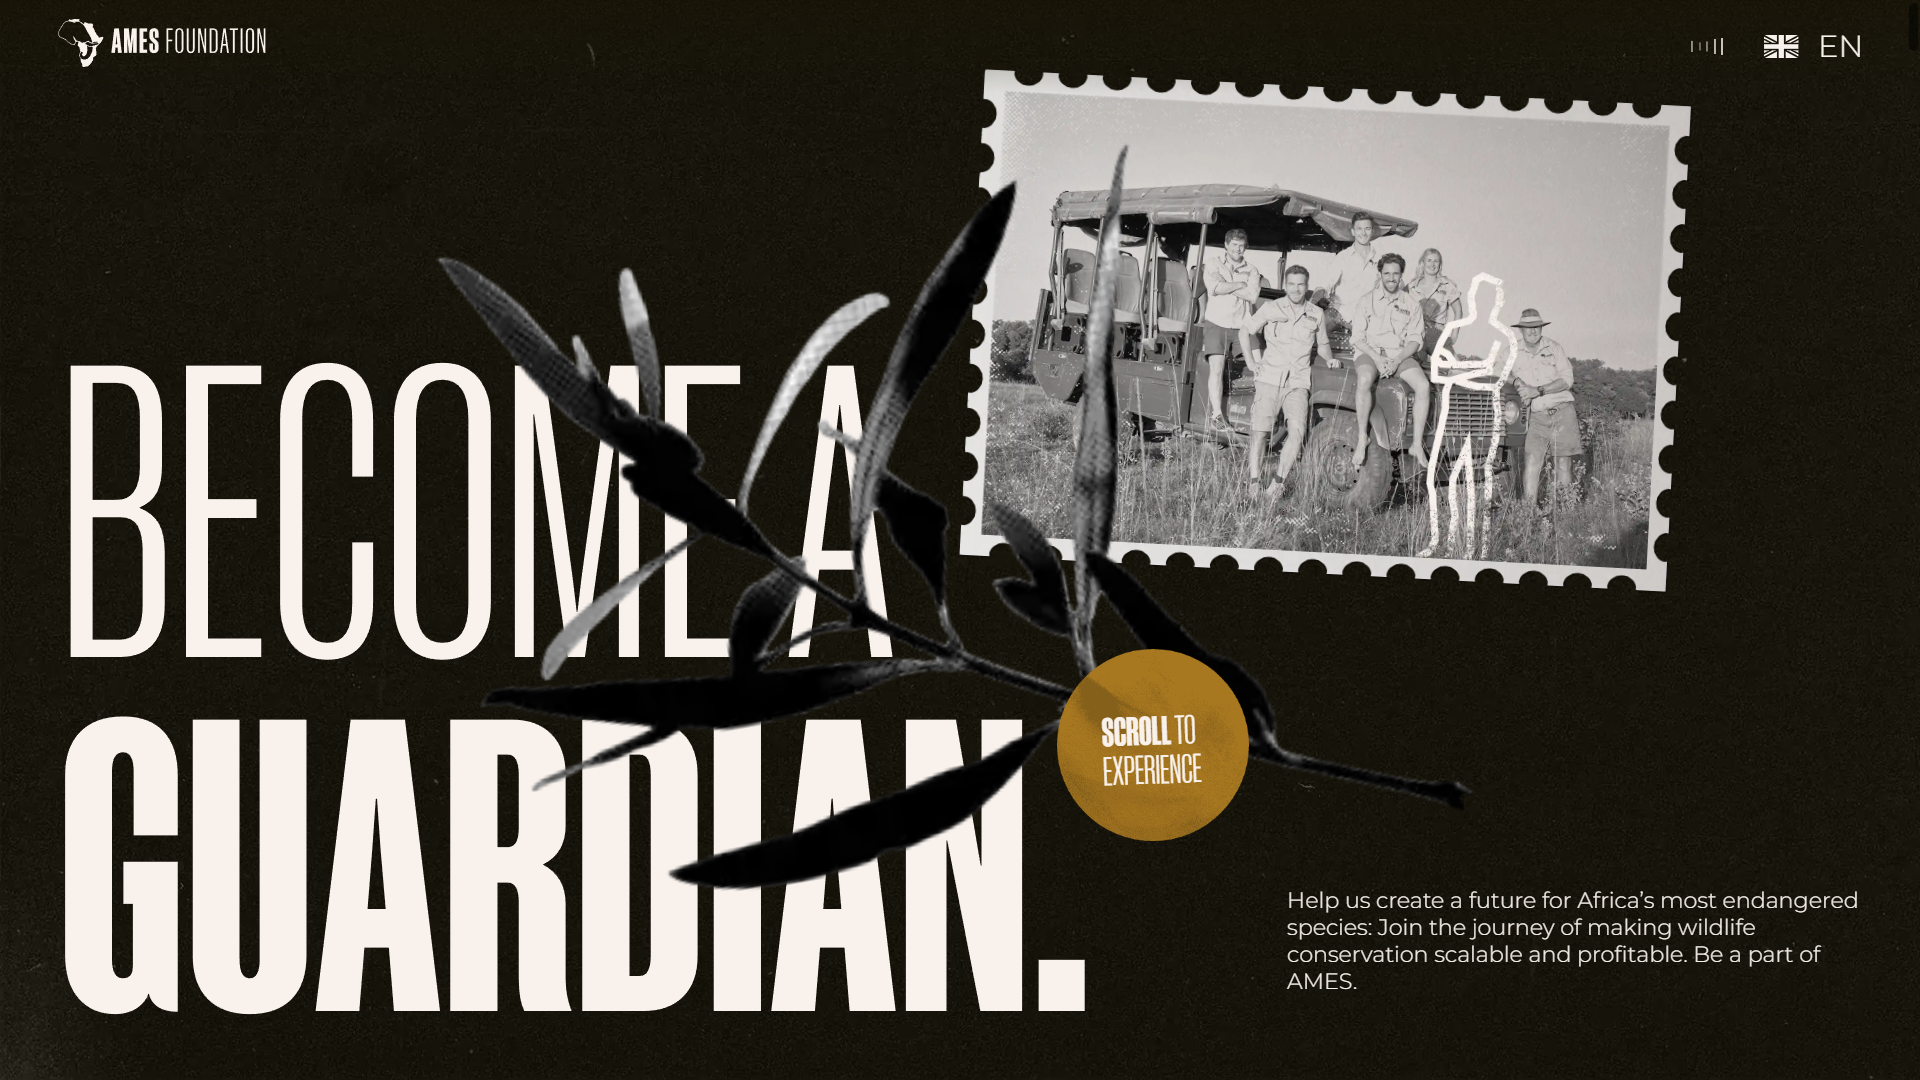 AMES FOUNDATION
EN
BECOME A
GUARDIAN.
SCROLL TO
EXPERIENCE
Help us create a future for Africa’s most endangered
species: Join the journey of making wildlife
conservation scalable and profitable. Be a part of
AMES.